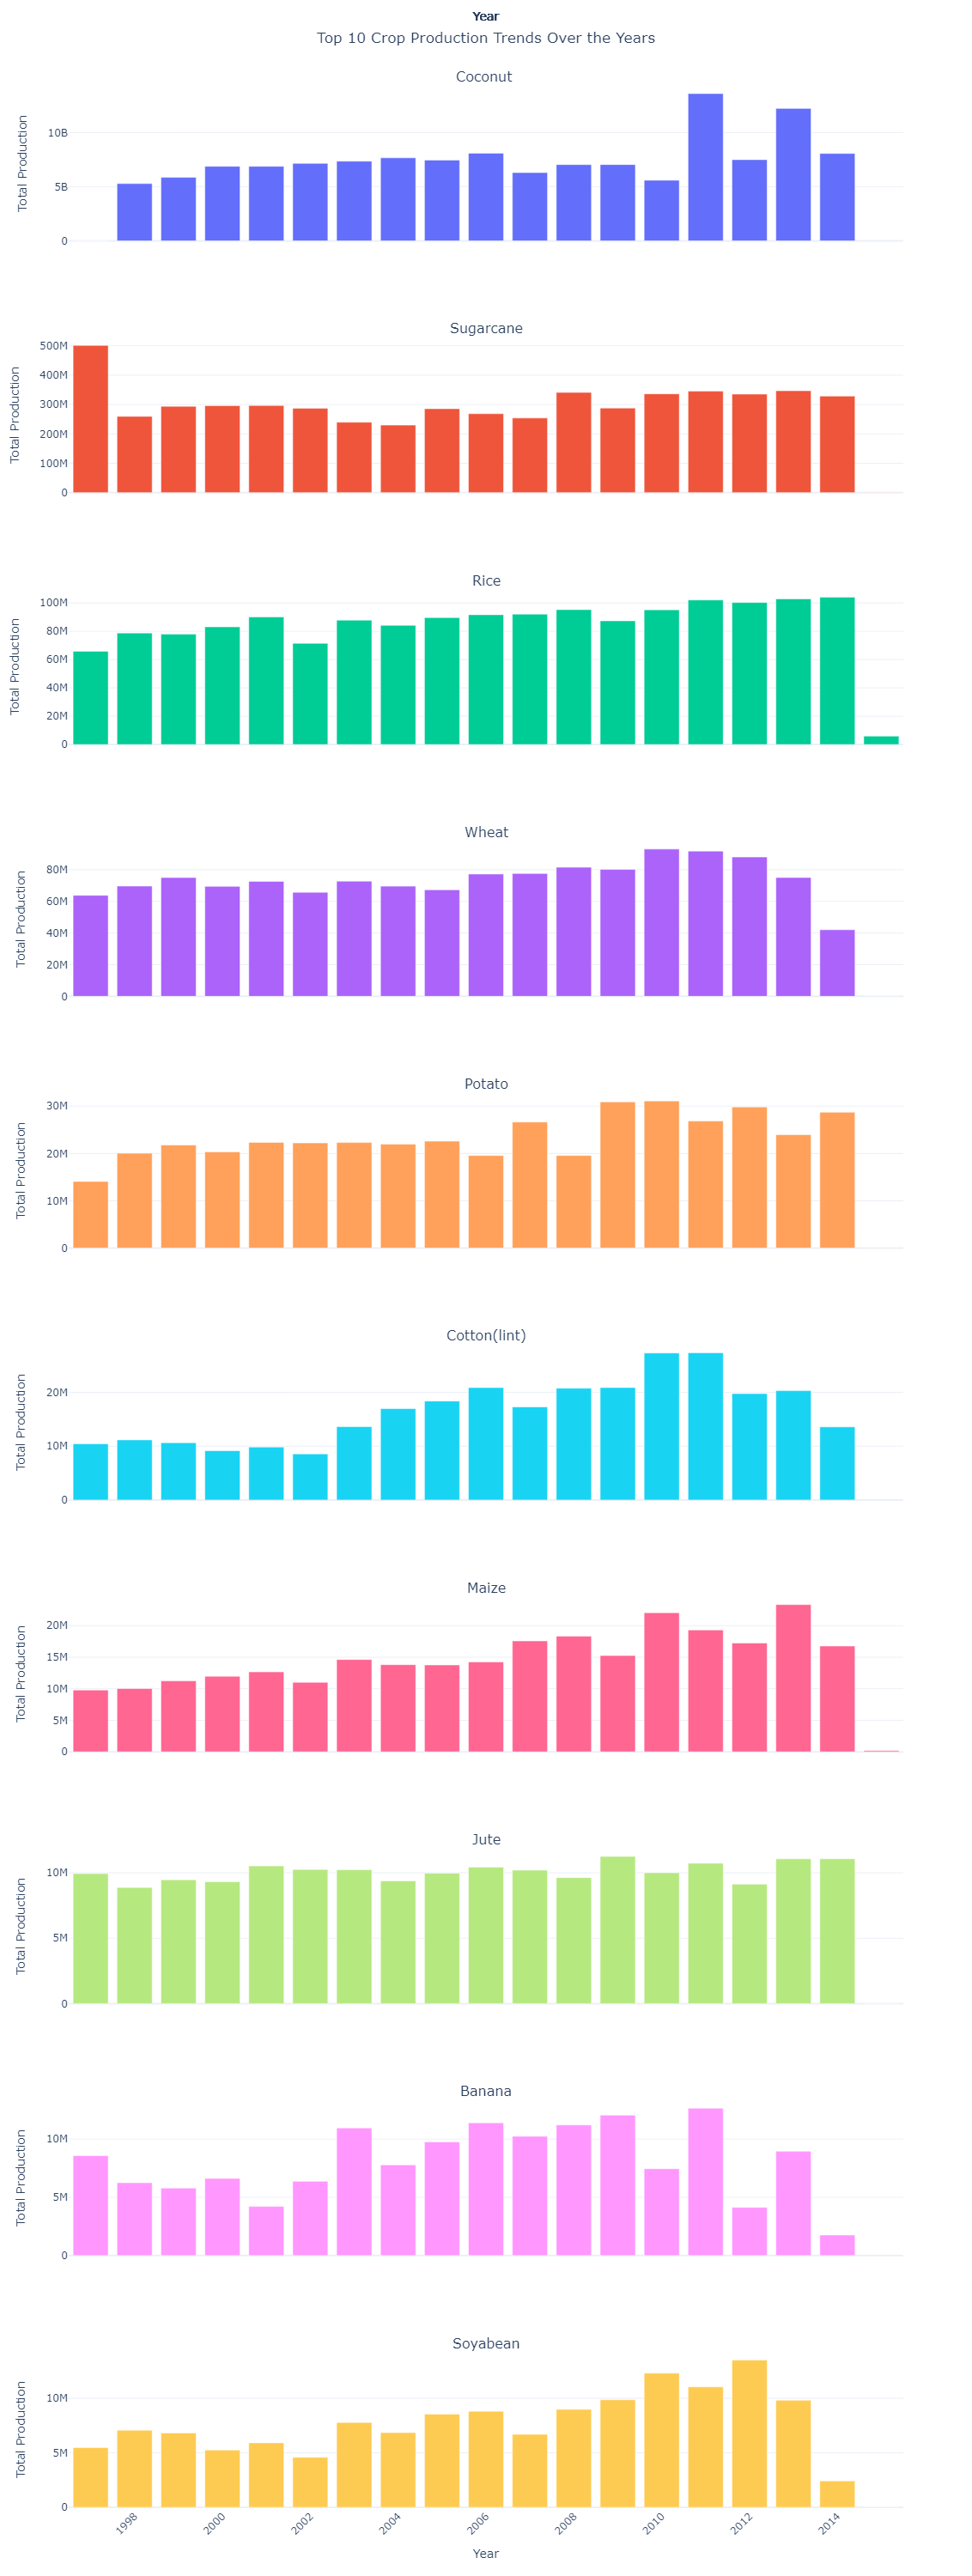 Year
Top 10 Crop Production Trends Over the Years
Coconut
Total Production
10B
5B
0
Sugarcane
Total Production
500M
400M
300M
200M
100M
0
Rice
Total Production
100M
80M
60M
40M
20M
0
Wheat
Total Production
80M
60M
40M
20M
0
Potato
Total Production
30M
20M
10M
0
Cotton(lint)
Total Production
20M
10M
0
Maize
Total Production
20M
15M
10M
5M
0
Jute
Total Production
10M
5M
0
Banana
Total Production
10M
5M
0
Soyabean
Total Production
10M
5M
0
1998 2000 2002 2004 2006 2008 2010 2012 2014
Year